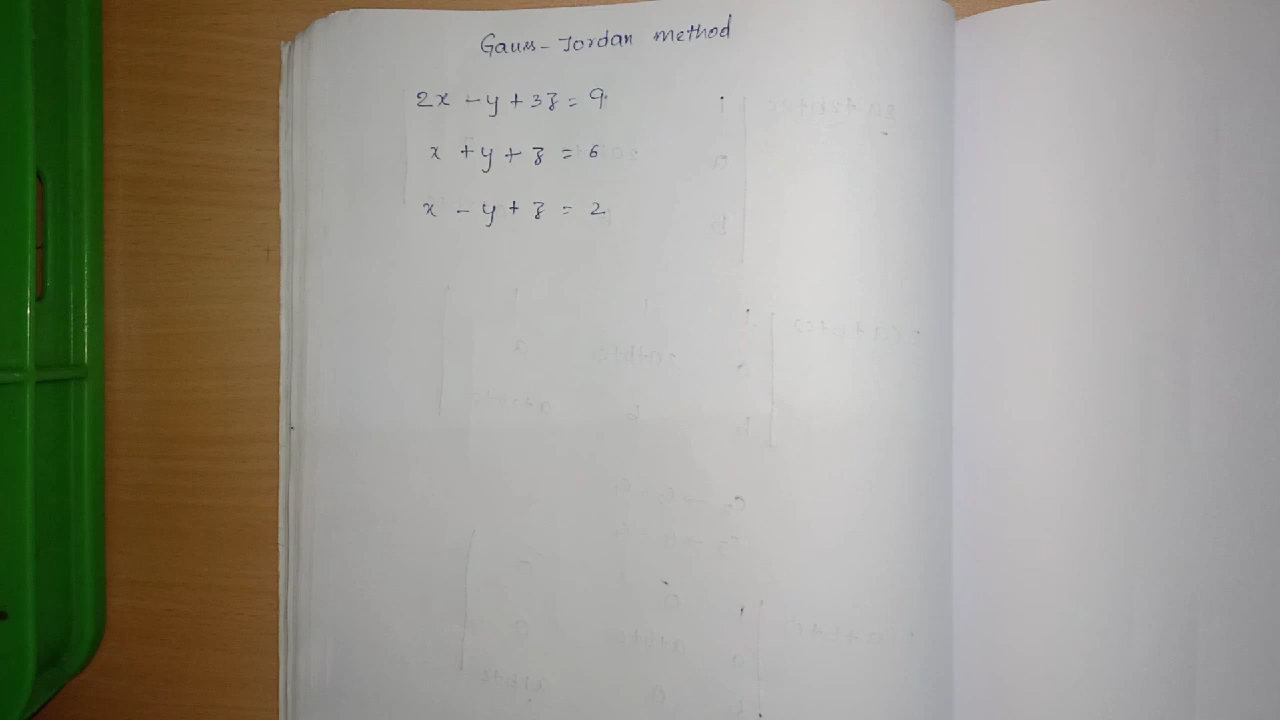 Gauss - Jordan method
2x - y + 3z = 9
x + y + z = 6
x - y + z = 2